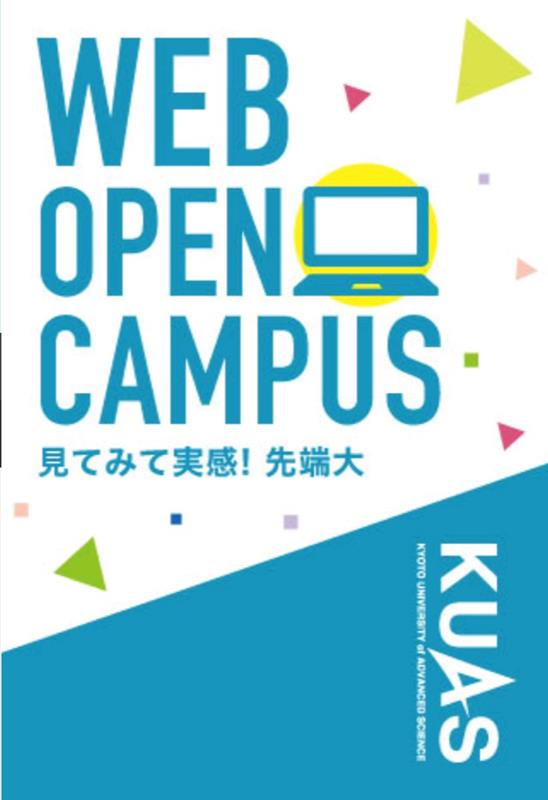 WEB
OPEN
CAMPUS
見てみて実感! 先端大
KUAS
KYOTO UNIVERSITY of ADVANCED SCIENCE